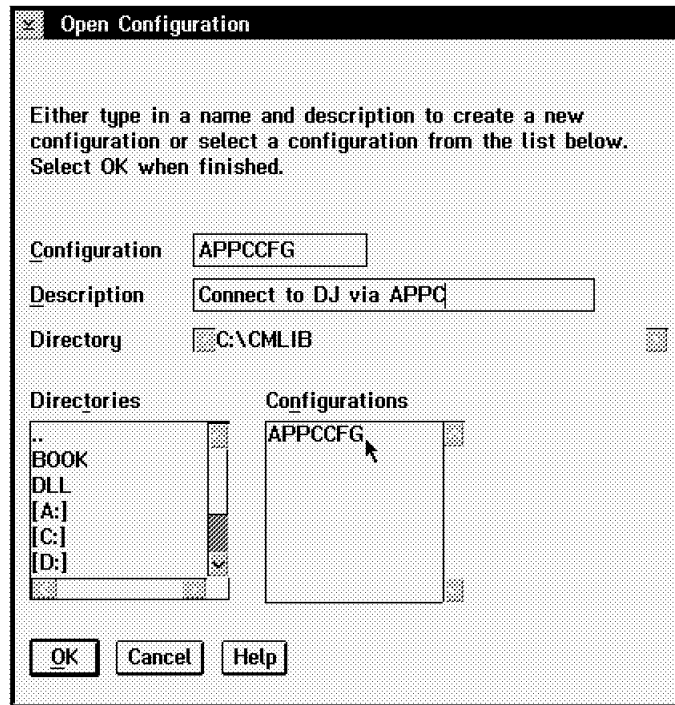 Open Configuration
Either type in a name and description to create a new
configuration or select a configuration from the list below.
Select OK when finished.
Configuration APPCCFG
Description Connect to DJ via APPC
Directory C:\CMLIB
Directories Configurations
.. APPCCFG
BOOK
DLL
[A:]
[C:]
[D:]
OK Cancel Help